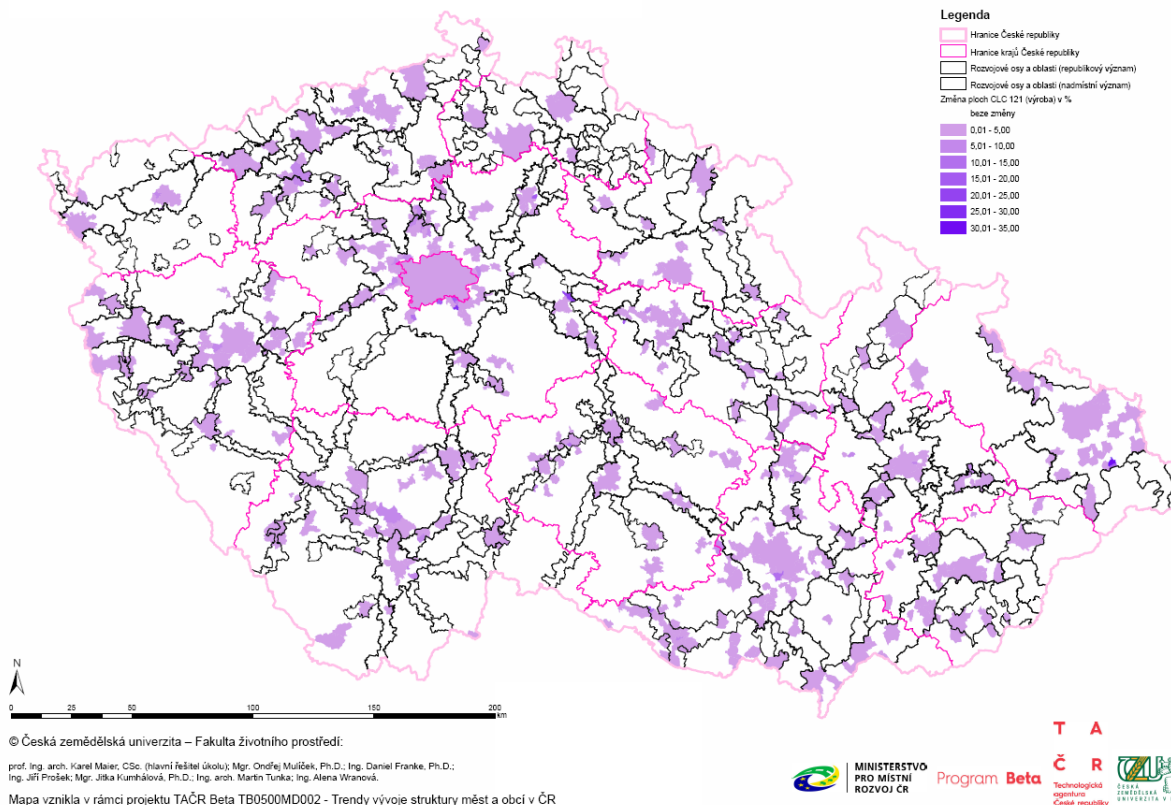 Legenda
Hranice České republiky
Hranice krajů České republiky
Rozvojové osy a oblasti (republikový význam)
Rozvojové osy a oblasti (nadmístní význam)
Změna ploch CLC 121 (výroba) v %
beze změny
0,01 - 5,00
5,01 - 10,00
10,01 - 15,00
15,01 - 20,00
20,01 - 25,00
25,01 - 30,00
30,01 - 35,00
N
0 25 50 100 150 200
km
© Česká zemědělská univerzita – Fakulta životního prostředí:
prof. Ing. arch. Karel Maier, CSc. (hlavní řešitel úkolu); Mgr. Ondřej Mulíček, Ph.D.; Ing. Daniel Franke, Ph.D.;
Ing. Jiří Prošek; Mgr. Jitka Kumhálová, Ph.D.; Ing. arch. Martin Tunka; Ing. Alena Wranová.
Mapa vznikla v rámci projektu TAČR Beta TB0500MD002 - Trendy vývoje struktury měst a obcí v ČR
MINISTERSTVO
PRO MÍSTNÍ
ROZVOJ ČR
Program Beta
T A
Č R
Technologická
agentura
České republiky
ČESKÁ
ZEMĚDĚLSKÁ
UNIVERZITA V